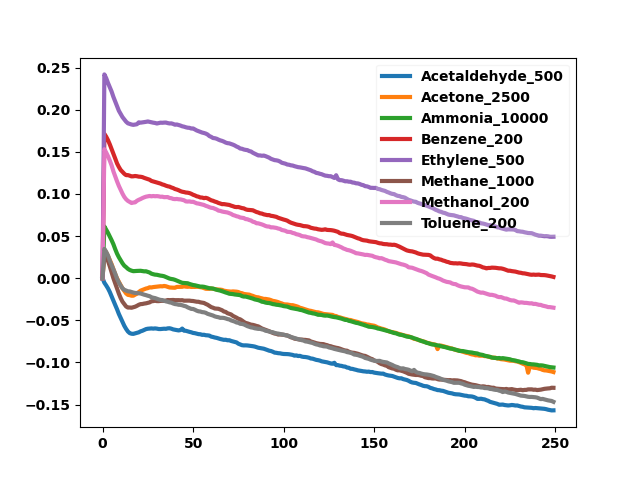 0.25
0.20
0.15
0.10
0.05
0.00
−0.05
−0.10
−0.15
0 50 100 150 200 250
Acetaldehyde_500
Acetone_2500
Ammonia_10000
Benzene_200
Ethylene_500
Methane_1000
Methanol_200
Toluene_200